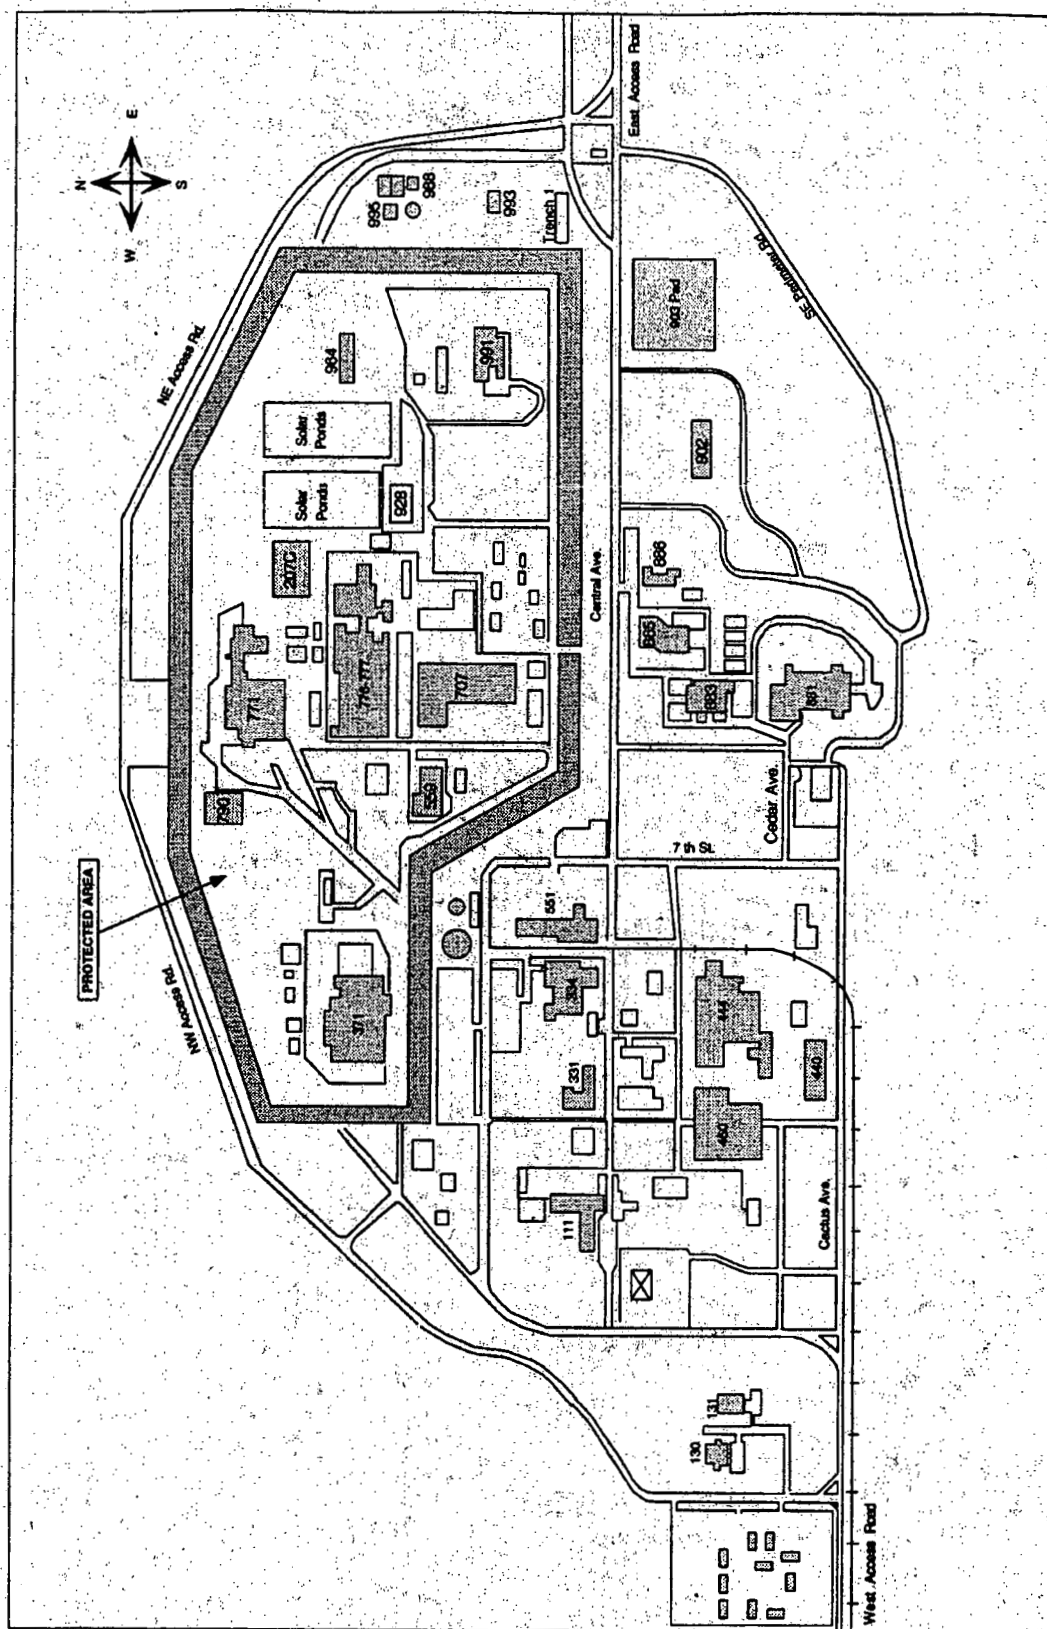 N
E
W
S
PROTECTED AREA
NW Access Rd.
NE Access Rd.
East Access Road
SE Perimeter Rd.
Central Ave.
7 th St.
Cedar Ave.
Cactus Ave.
West Access Road
995
988
993
Trench 1
964
991
Solar
Ponds
Solar
Ponds
928
207C
771
776-777
707
790
559
371
903 Pad
886
865
883
881
551
334
331
444
460
440
111
131
130